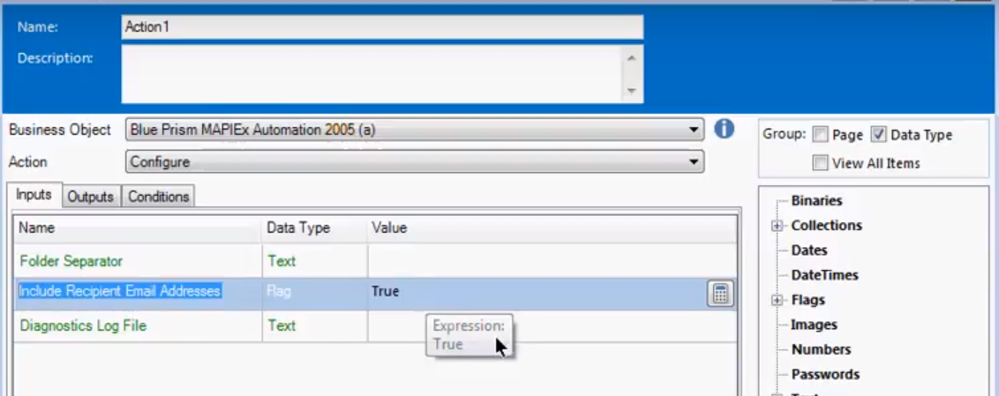 Name:
Action1
Description:
Business Object
Blue Prism MAPIEx Automation 2005 (a)
Action
Configure
Group: Page Data Type
View All Items
Inputs Outputs Conditions
Name Data Type Value
Folder Separator Text
Include Recipient Email Addresses Flag True
Diagnostics Log File Text
Expression:
True
Binaries
Collections
Dates
DateTimes
Flags
Images
Numbers
Passwords